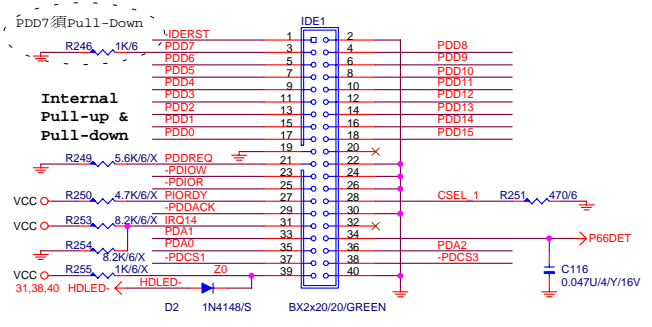 PDD7須Pull-Down
IDE1
-IDERST 1 2
R246 1K/6 PDD7 3 4 PDD8
PDD6 5 6 PDD9
PDD5 7 8 PDD10
PDD4 9 10 PDD11
Internal
Pull-up &
Pull-down
PDD3 11 12 PDD12
PDD2 13 14 PDD13
PDD1 15 16 PDD14
PDD0 17 18 PDD15
19 20
R249 5.6K/6/X PDDREQ 21 22
-PDIOW 23 24
-PDIOR 25 26
VCC R250 4.7K/6/X PIORDY 27 28 CSEL_1 R251 470/6
-PDDACK 29 30
VCC R253 8.2K/6/X IRQ14 31 32
PDA1 33 34 P66DET
R254 8.2K/6/X PDA0 35 36 PDA2
-PDCS1 37 38 -PDCS3
VCC R255 1K/6/X Z0 39 40
31,38,40 HDLED- HDLED-
C116
0.047U/4/Y/16V
D2 1N4148/S BX2x20/20/GREEN